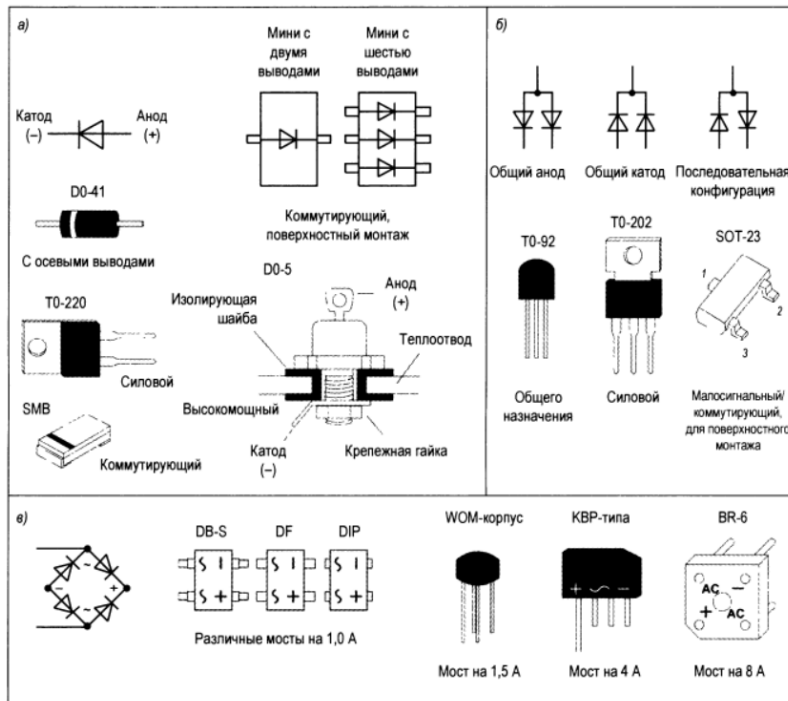 а)
Мини с
двумя
выводами
Мини с
шестью
выводами
Катод
(–)
Анод
(+)
D0-41
С осевыми выводами
Коммутирующий,
поверхностный монтаж
T0-220
Силовой
SMB
Коммутирующий
D0-5
Анод
(+)
Изолирующая
шайба
Теплоотвод
Высокомощный
Катод
(–)
Крепежная гайка
б)
Общий анод
Общий катод
Последовательная
конфигурация
T0-92
T0-202
SOT-23
1
2
3
Общего
назначения
Силовой
Малосигнальный/
коммутирующий,
для поверхностного
монтажа
в)
~
- +
~
DB-S
DF
DIP
Различные мосты на 1,0 А
WOM-корпус
KBP-типа
BR-6
+ ~ −
AC −
+ AC
Мост на 1,5 А
Мост на 4 А
Мост на 8 А